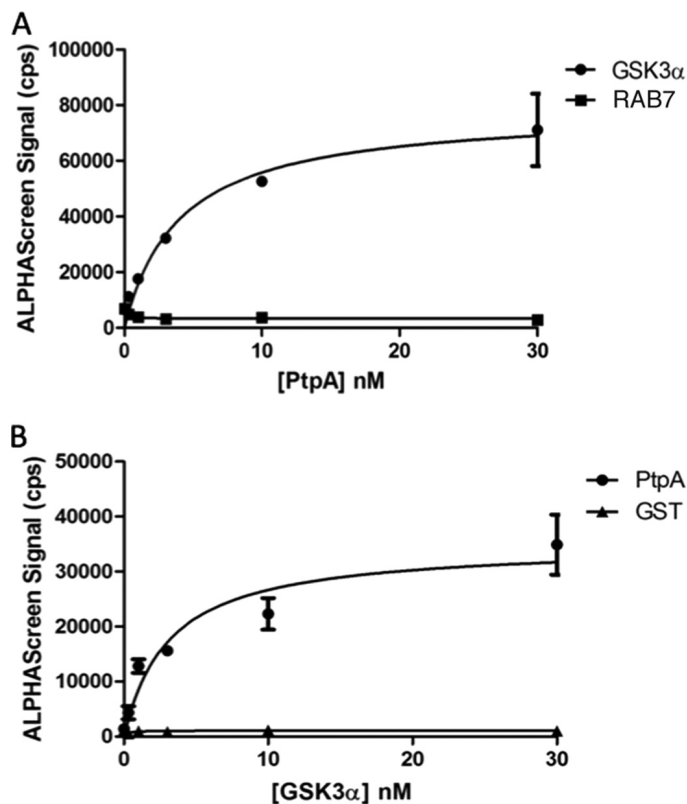 A
100000
80000
60000
40000
20000
0
ALPHAScreen Signal (cps)
0 10 20 30
[PtpA] nM
GSK3α
RAB7
B
50000
40000
30000
20000
10000
0
ALPHAScreen Signal (cps)
0 10 20 30
[GSK3α] nM
PtpA
GST